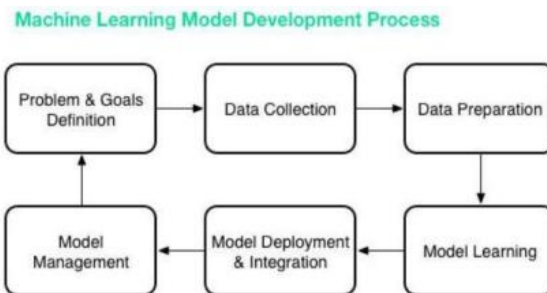 Machine Learning Model Development Process
Problem & Goals
Definition
Data Collection
Data Preparation
Model Learning
Model Deployment
& Integration
Model
Management